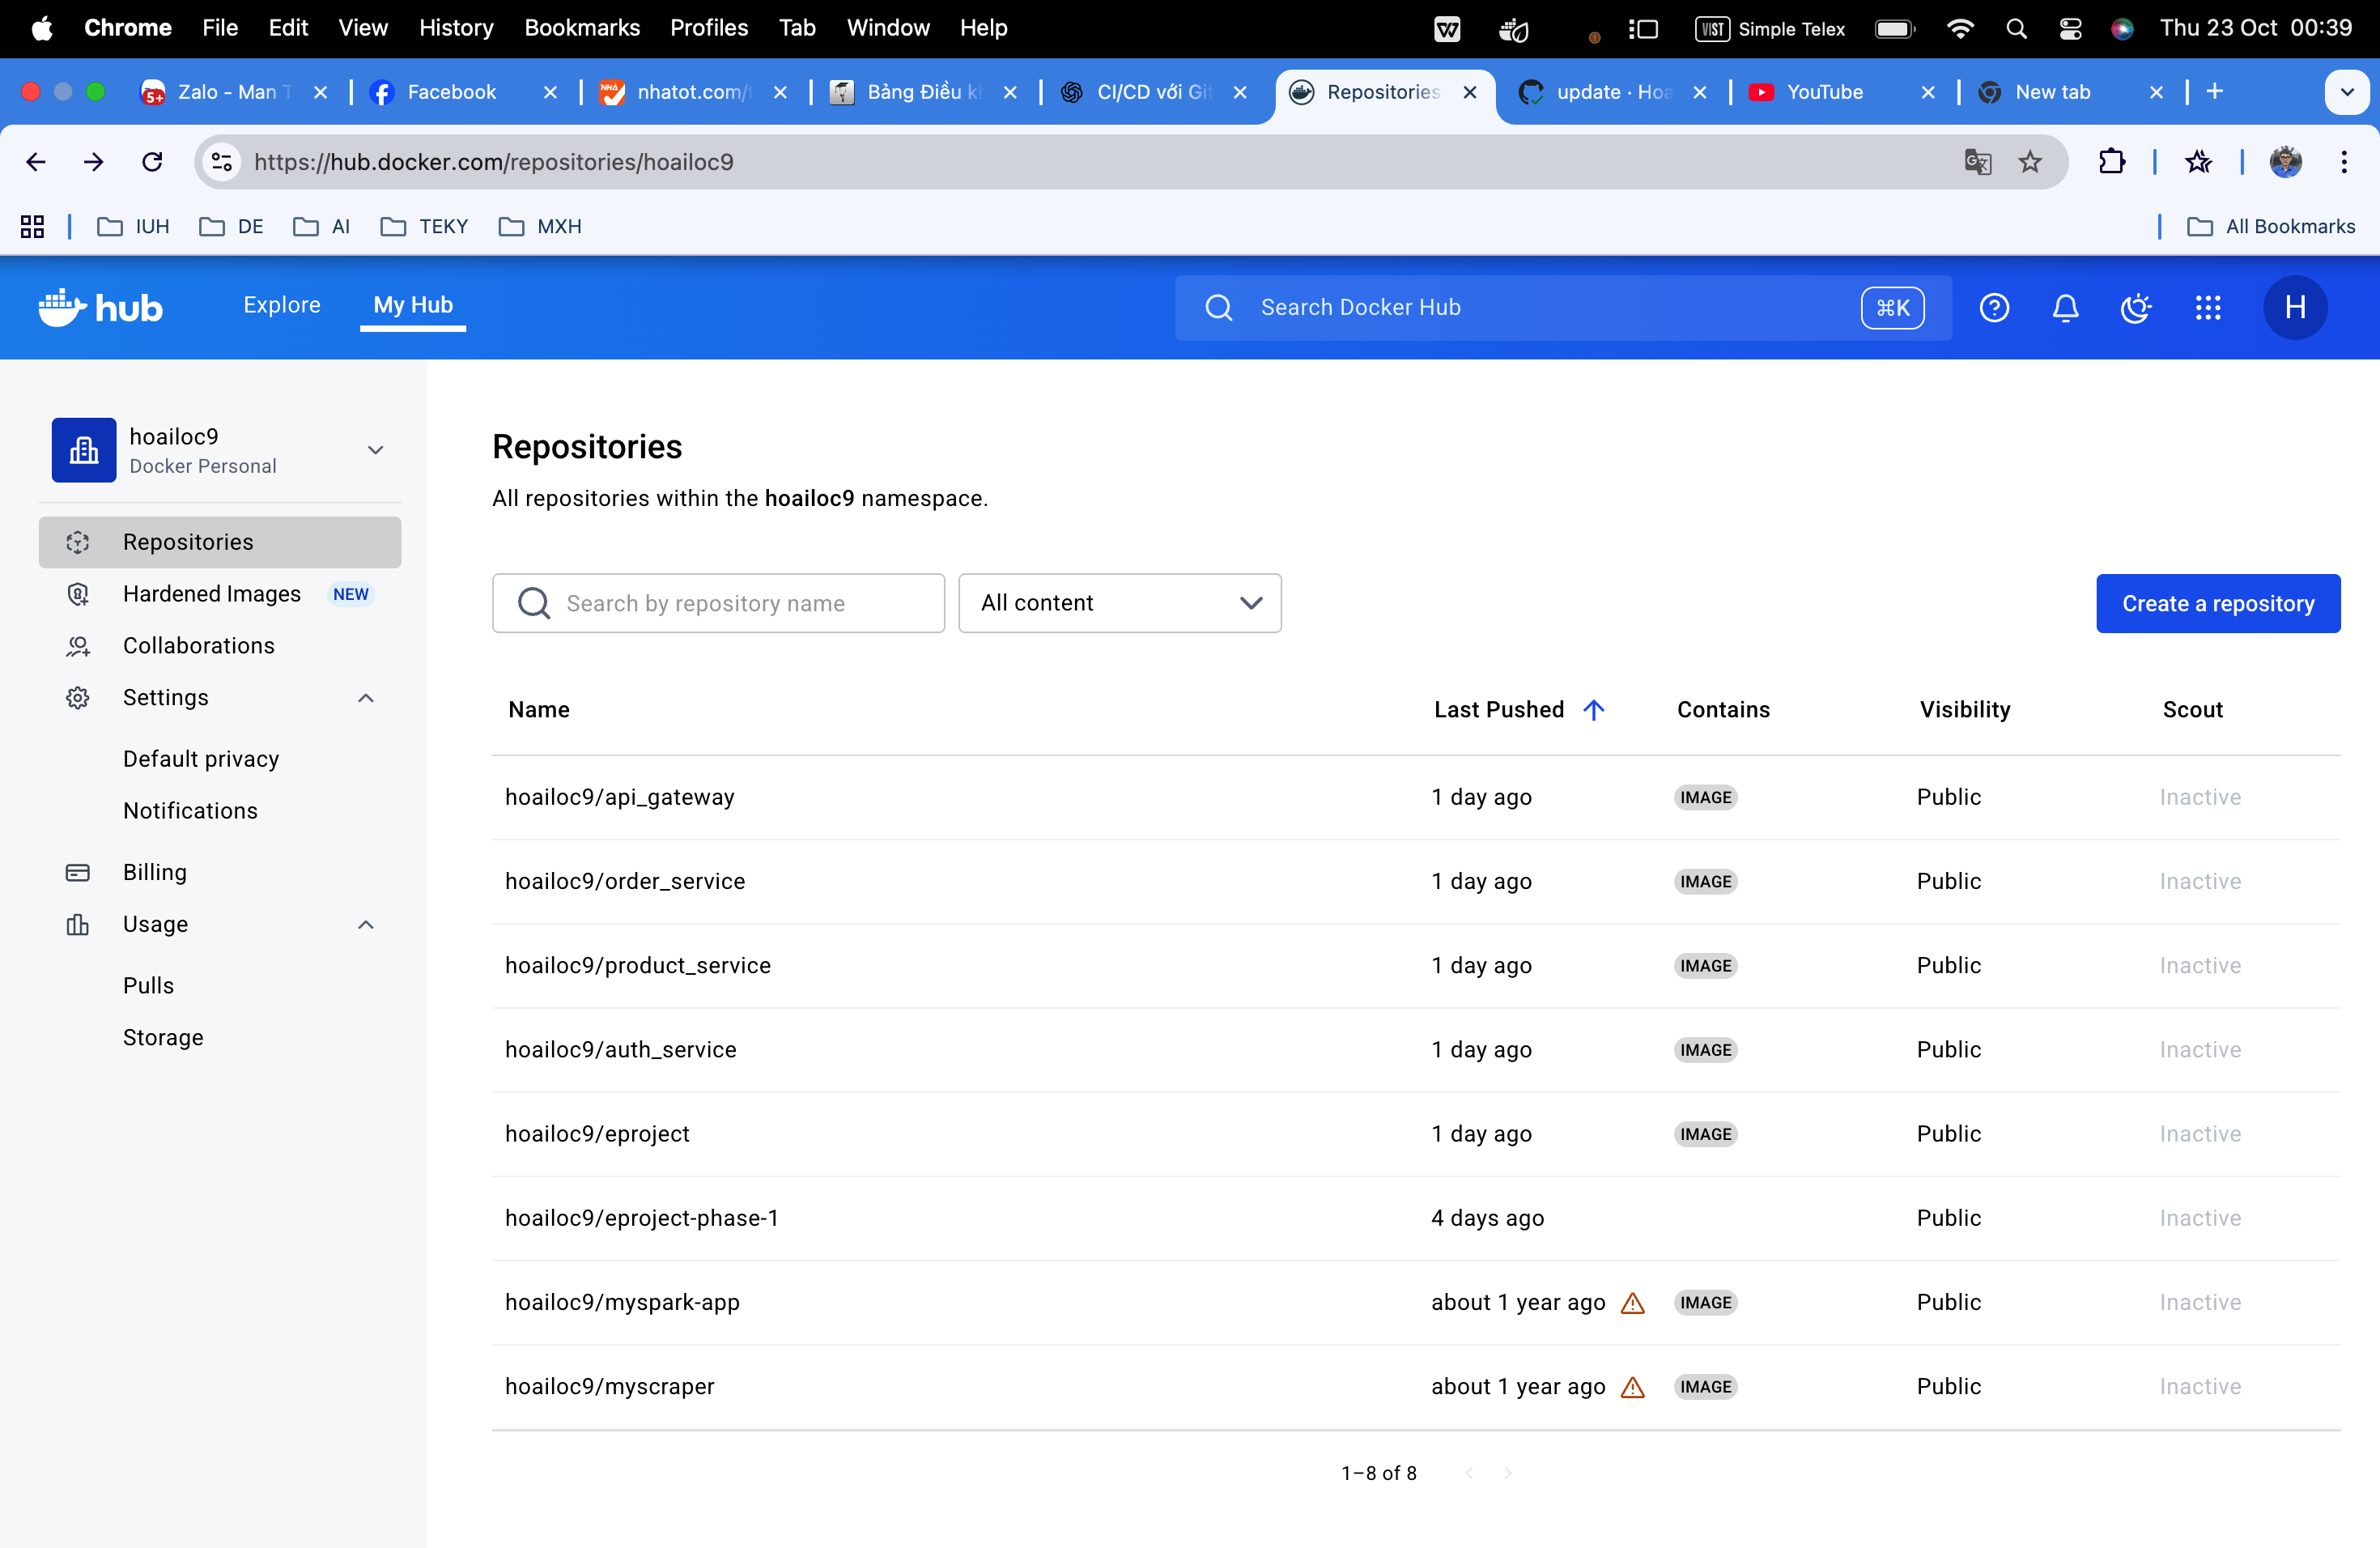 Chrome File Edit View History Bookmarks Profiles Tab Window Help VIST Simple Telex Thu 23 Oct 00:39
5+ Zalo - Man T Facebook NHÀ nhatot.com/t Bảng Điều kh CI/CD với Git Repositories update · Hoa YouTube New tab
https://hub.docker.com/repositories/hoailoc9
IUH DE AI TEKY MXH All Bookmarks
hub Explore My Hub Search Docker Hub ⌘K H
hoailoc9
Docker Personal
Repositories
Hardened Images NEW
Collaborations
Settings
Default privacy
Notifications
Billing
Usage
Pulls
Storage
Repositories
All repositories within the hoailoc9 namespace.
Search by repository name All content Create a repository
Name Last Pushed Contains Visibility Scout
hoailoc9/api_gateway 1 day ago IMAGE Public Inactive
hoailoc9/order_service 1 day ago IMAGE Public Inactive
hoailoc9/product_service 1 day ago IMAGE Public Inactive
hoailoc9/auth_service 1 day ago IMAGE Public Inactive
hoailoc9/eproject 1 day ago IMAGE Public Inactive
hoailoc9/eproject-phase-1 4 days ago Public Inactive
hoailoc9/myspark-app about 1 year ago IMAGE Public Inactive
hoailoc9/myscraper about 1 year ago IMAGE Public Inactive
1–8 of 8